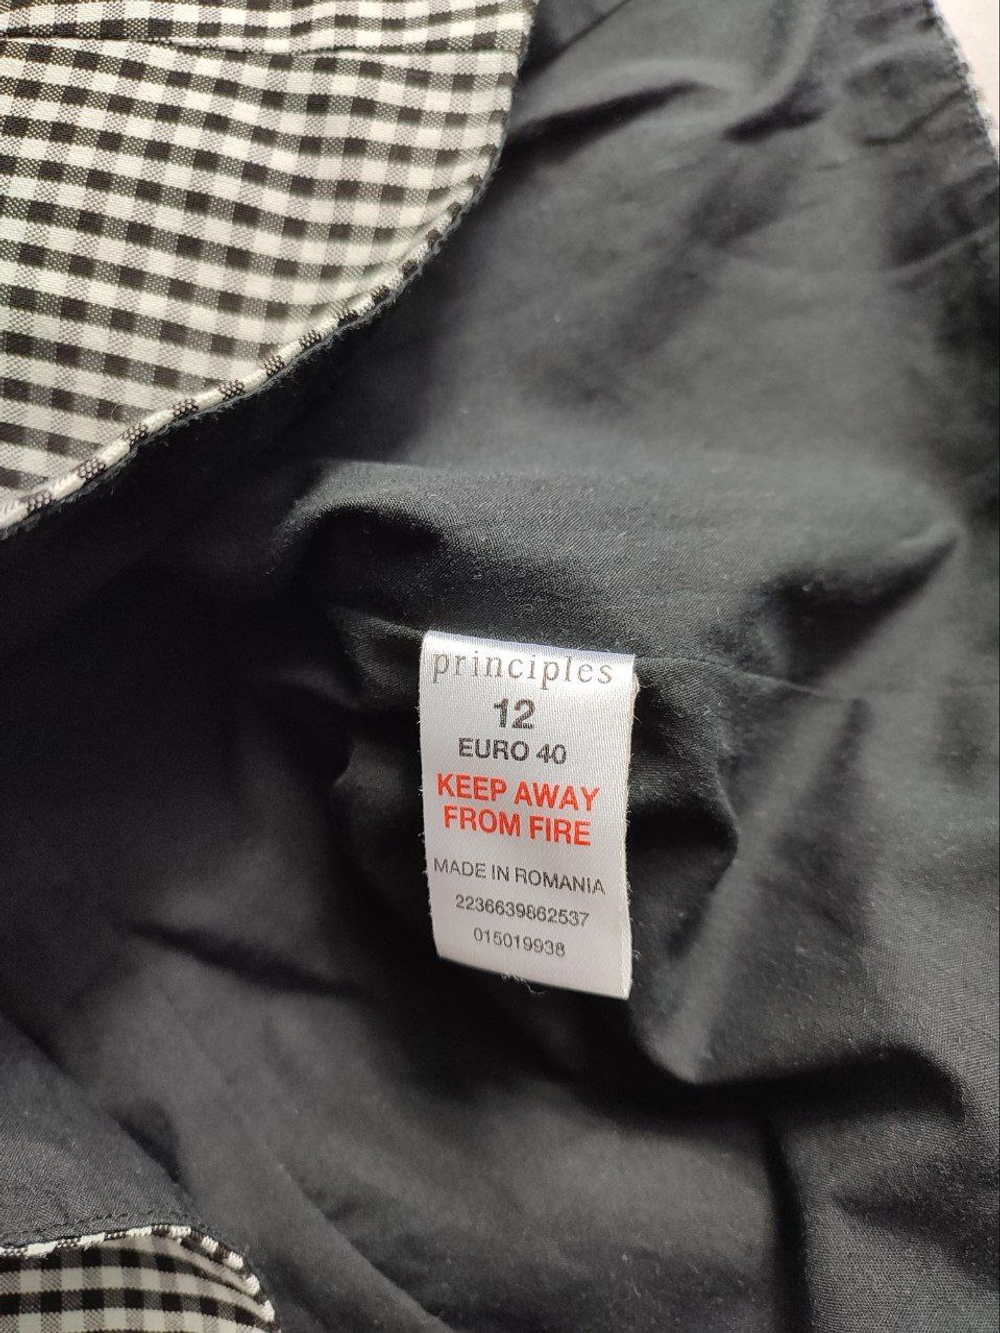 principles
12
EURO 40
KEEP AWAY
FROM FIRE
MADE IN ROMANIA
2236639862537
015019938